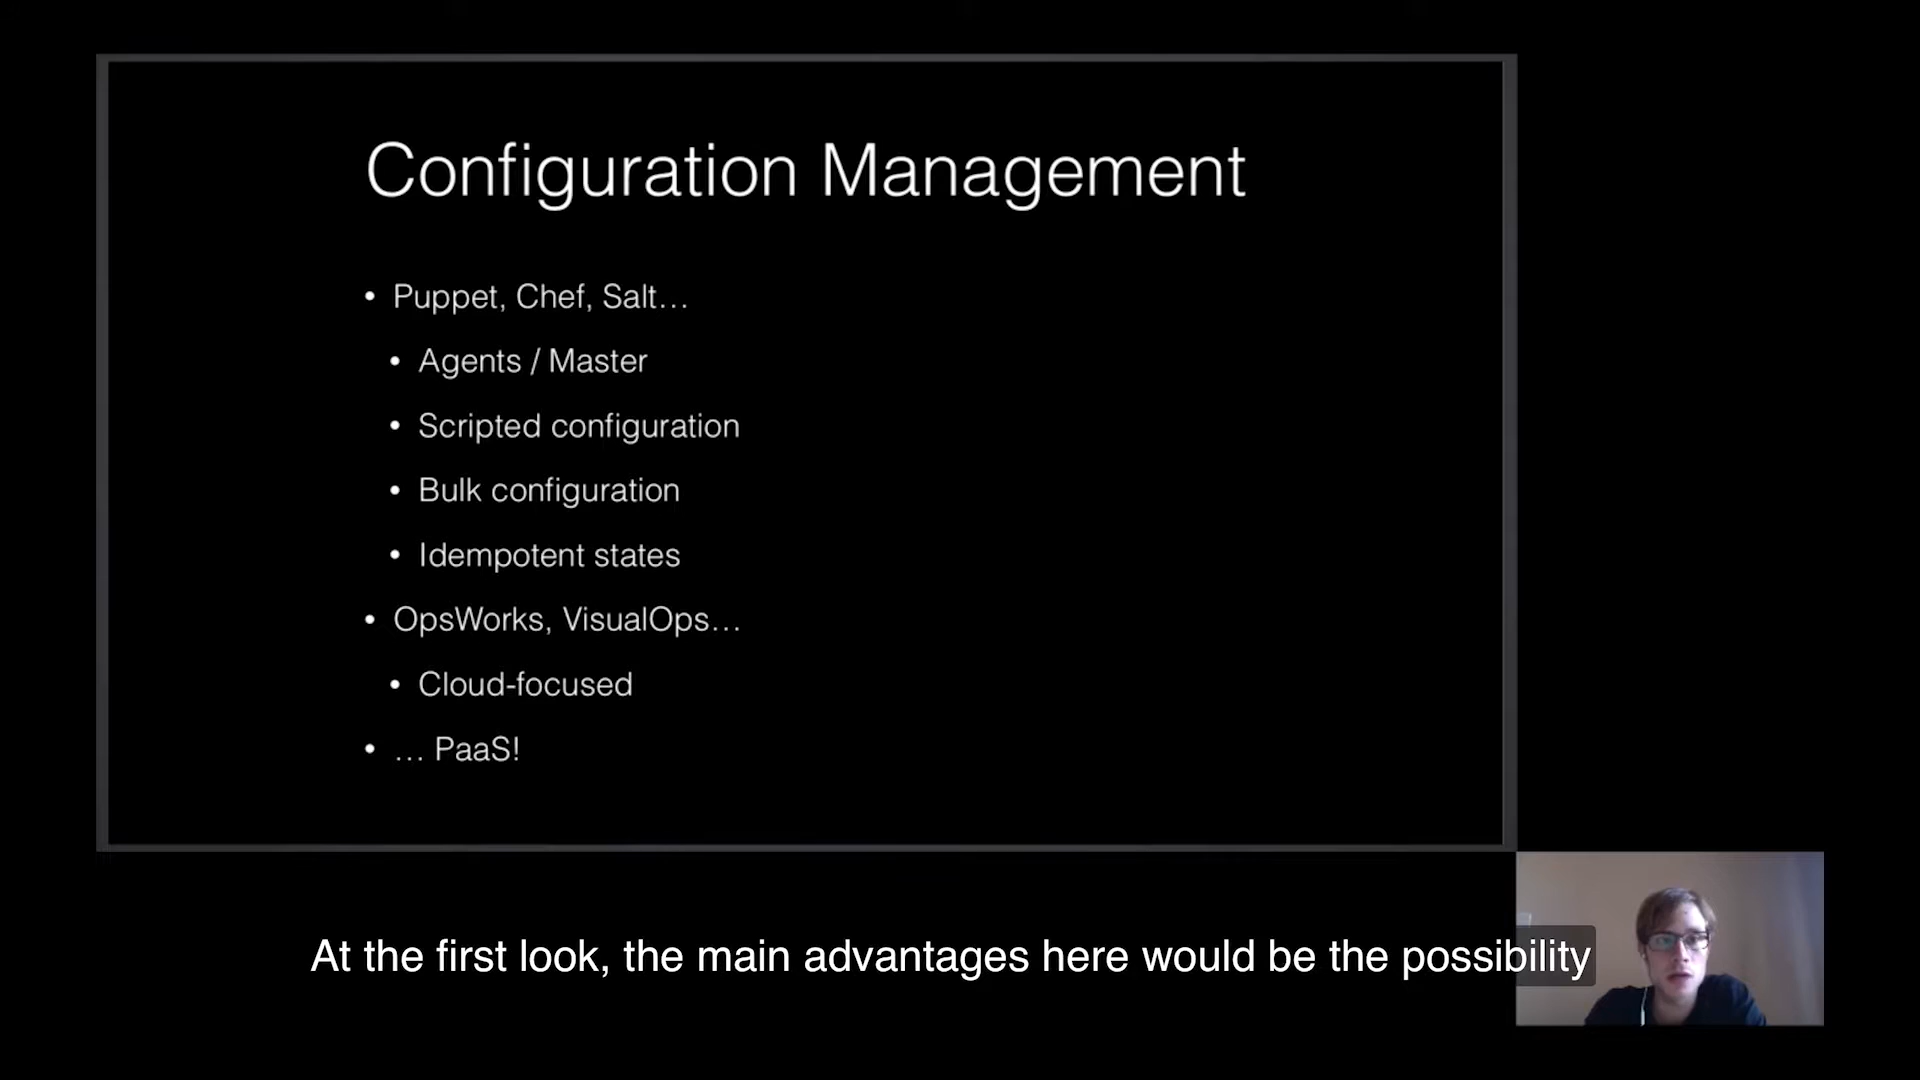 Configuration Management
• Puppet, Chef, Salt…
• Agents / Master
• Scripted configuration
• Bulk configuration
• Idempotent states
• OpsWorks, VisualOps…
• Cloud-focused
• … PaaS!
At the first look, the main advantages here would be the possibility